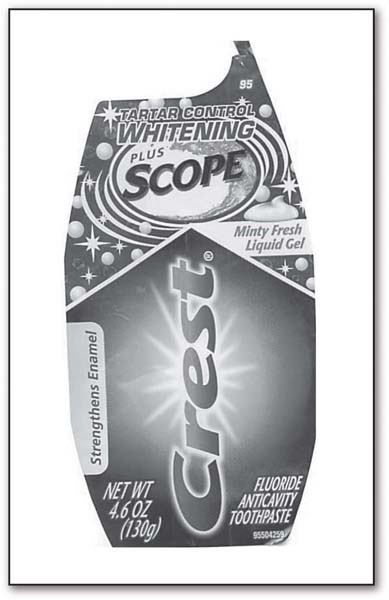 95
TARTAR CONTROL
WHITENING
PLUS
SCOPE
Minty Fresh
Liquid Gel
Crest®
Strengthens Enamel
NET WT
4.6 OZ
(130g)
FLUORIDE
ANTICAVITY
TOOTHPASTE
95504259